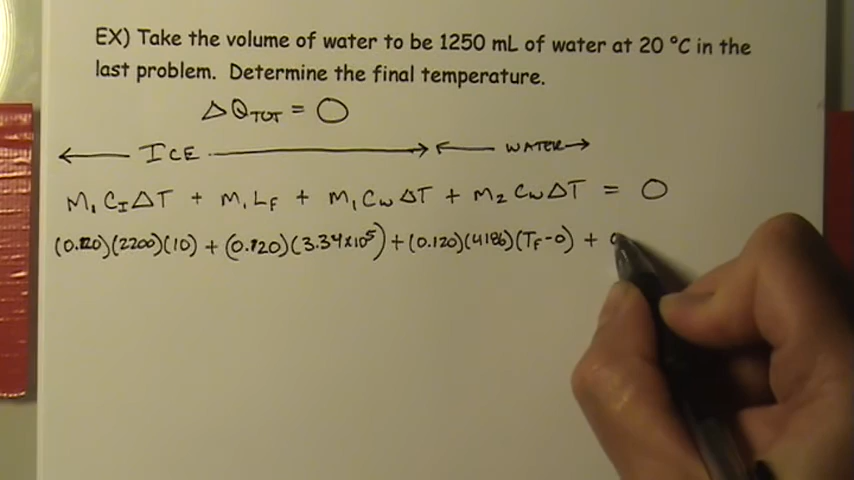 EX) Take the volume of water to be 1250 mL of water at 20 °C in the
last problem. Determine the final temperature.
ΔQTOT = 0
← ICE → ← WATER →
M₁ CI ΔT + M₁ LF + M₁ CW ΔT + M₂ CW ΔT = 0
(0.120)(2200)(10) + (0.120)(3.34×10⁵) + (0.120)(4186)(TF-0) +